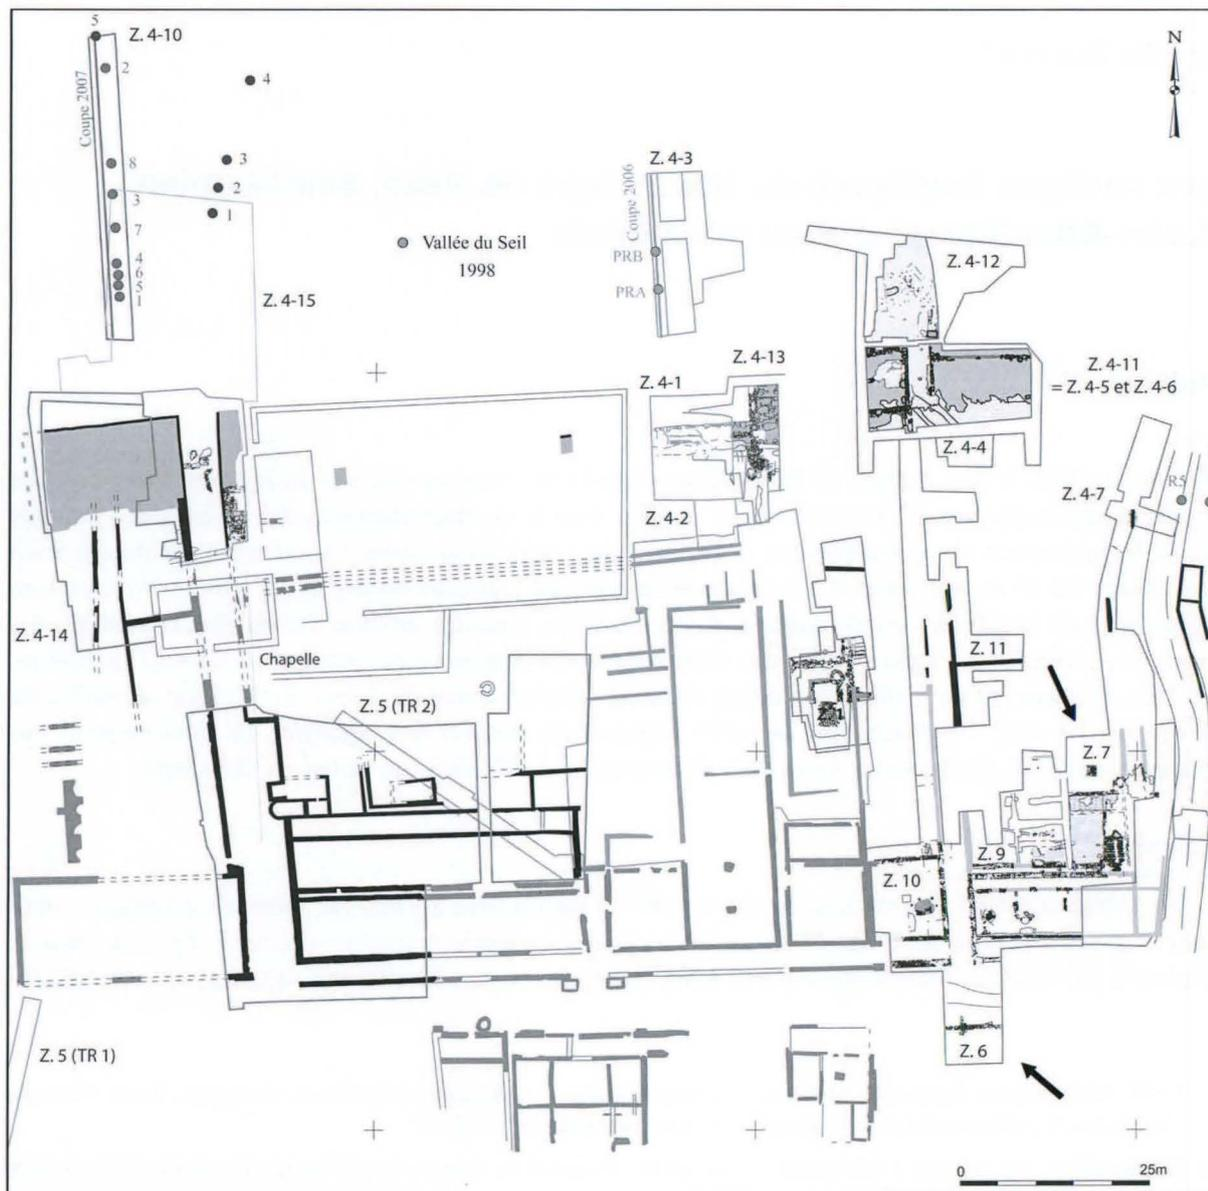 5
Z. 4-10
Coupe 2007
2
4
8
3
3
2
7
1
4
6
5
1
Z. 4-15
Vallée du Seil
1998
Z. 4-3
Coupe 2006
PRB
PRA
N
Z. 4-12
Z. 4-13
Z. 4-1
Z. 4-11
= Z. 4-5 et Z. 4-6
Z. 4-4
Z. 4-7
R5
Z. 4-2
Z. 4-14
Chapelle
Z. 11
Z. 5 (TR 2)
Z. 7
Z. 9
Z. 10
Z. 5 (TR 1)
Z. 6
0
25m